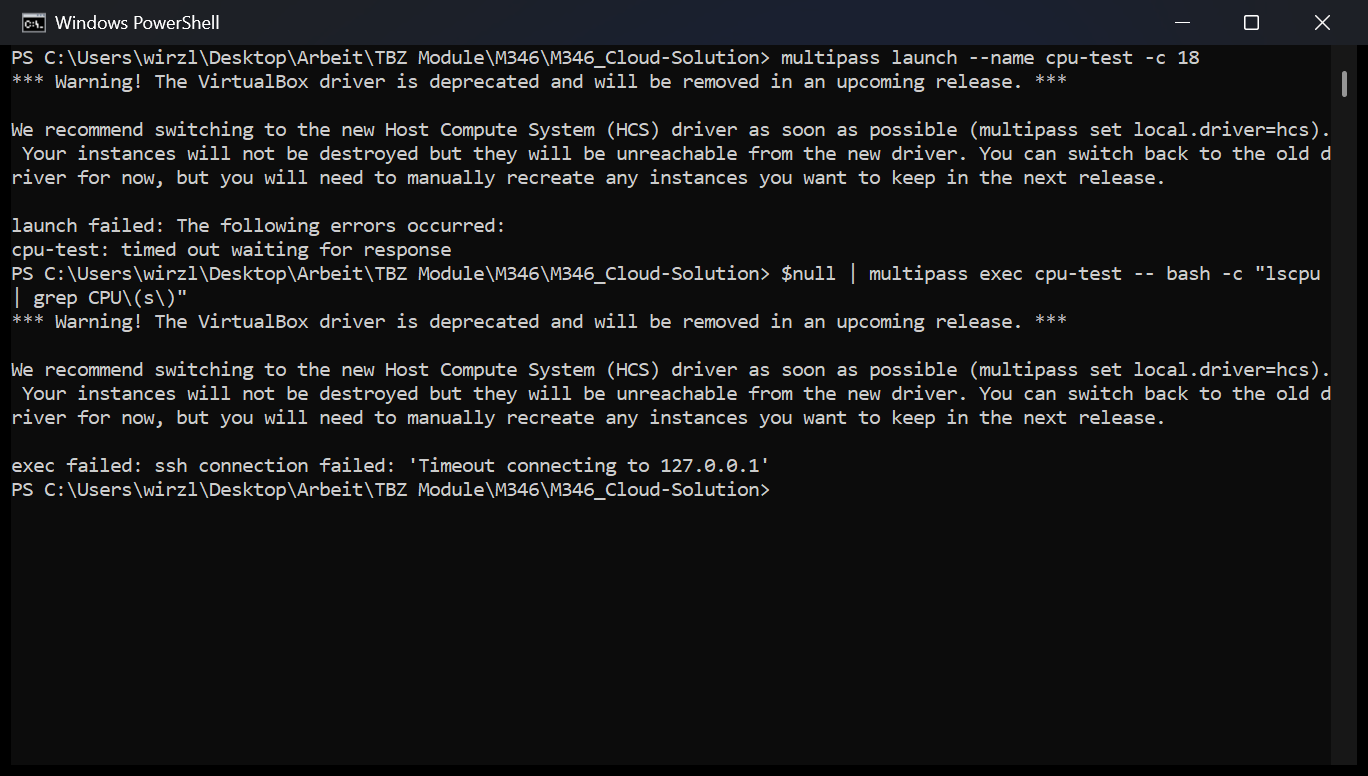 Windows PowerShell
PS C:\Users\wirzl\Desktop\Arbeit\TBZ Module\M346\M346_Cloud-Solution> multipass launch --name cpu-test -c 18
*** Warning! The VirtualBox driver is deprecated and will be removed in an upcoming release. ***
We recommend switching to the new Host Compute System (HCS) driver as soon as possible (multipass set local.driver=hcs).
 Your instances will not be destroyed but they will be unreachable from the new driver. You can switch back to the old d
river for now, but you will need to manually recreate any instances you want to keep in the next release.
launch failed: The following errors occurred:
cpu-test: timed out waiting for response
PS C:\Users\wirzl\Desktop\Arbeit\TBZ Module\M346\M346_Cloud-Solution> $null | multipass exec cpu-test -- bash -c "lscpu
| grep CPU\(s\)"
*** Warning! The VirtualBox driver is deprecated and will be removed in an upcoming release. ***
We recommend switching to the new Host Compute System (HCS) driver as soon as possible (multipass set local.driver=hcs).
 Your instances will not be destroyed but they will be unreachable from the new driver. You can switch back to the old d
river for now, but you will need to manually recreate any instances you want to keep in the next release.
exec failed: ssh connection failed: 'Timeout connecting to 127.0.0.1'
PS C:\Users\wirzl\Desktop\Arbeit\TBZ Module\M346\M346_Cloud-Solution>